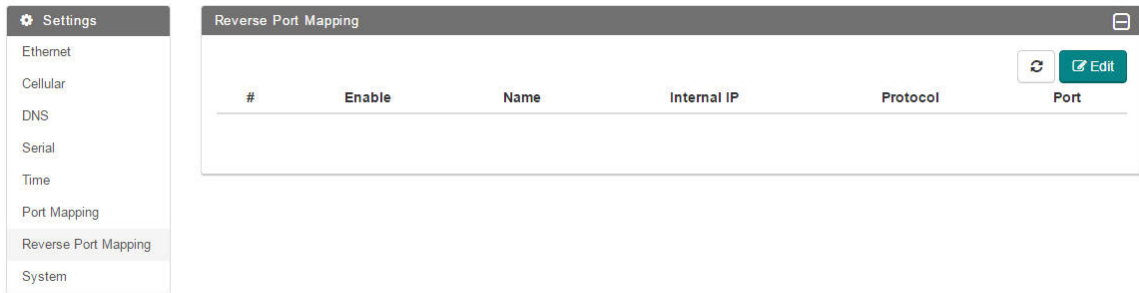 Settings
Ethernet
Cellular
DNS
Serial
Time
Port Mapping
Reverse Port Mapping
System
Reverse Port Mapping
Edit
# Enable Name Internal IP Protocol Port